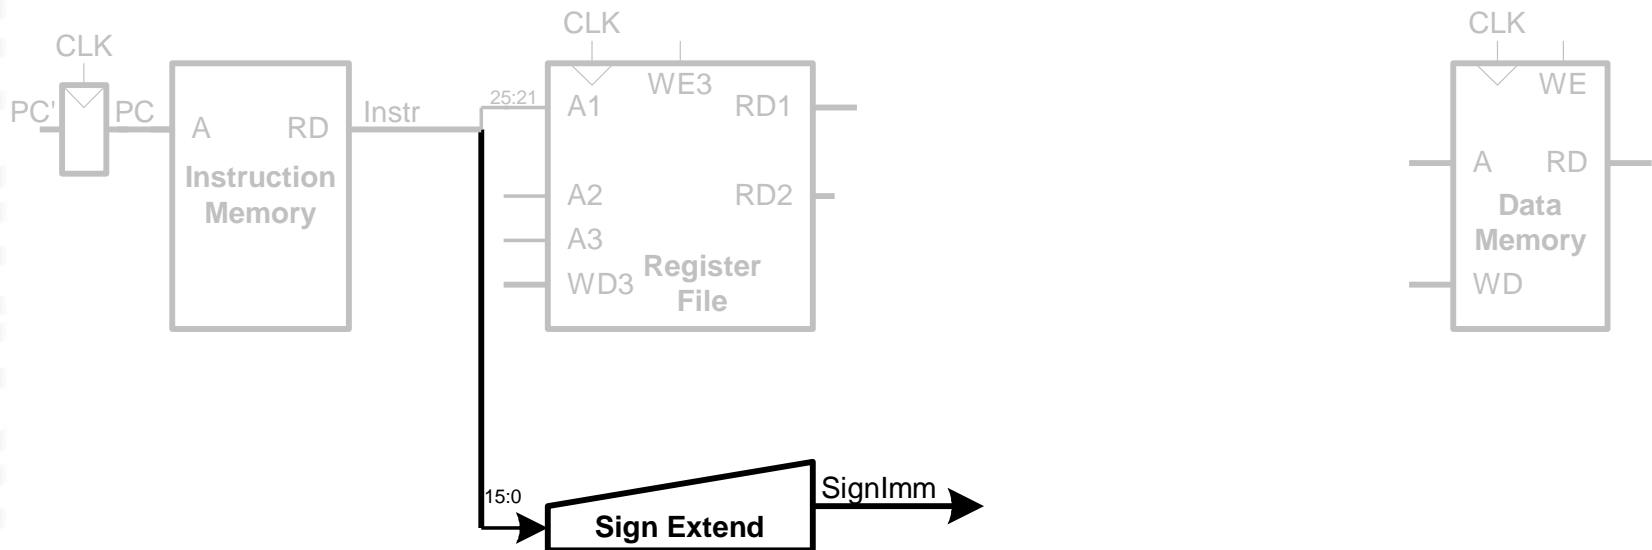 CLK
PC'
PC
A
RD
Instruction
Memory
Instr
25:21
CLK
WE3
A1
RD1
A2
RD2
A3
WD3
Register
File
CLK
WE
A
RD
Data
Memory
WD
15:0
Sign Extend
SignImm